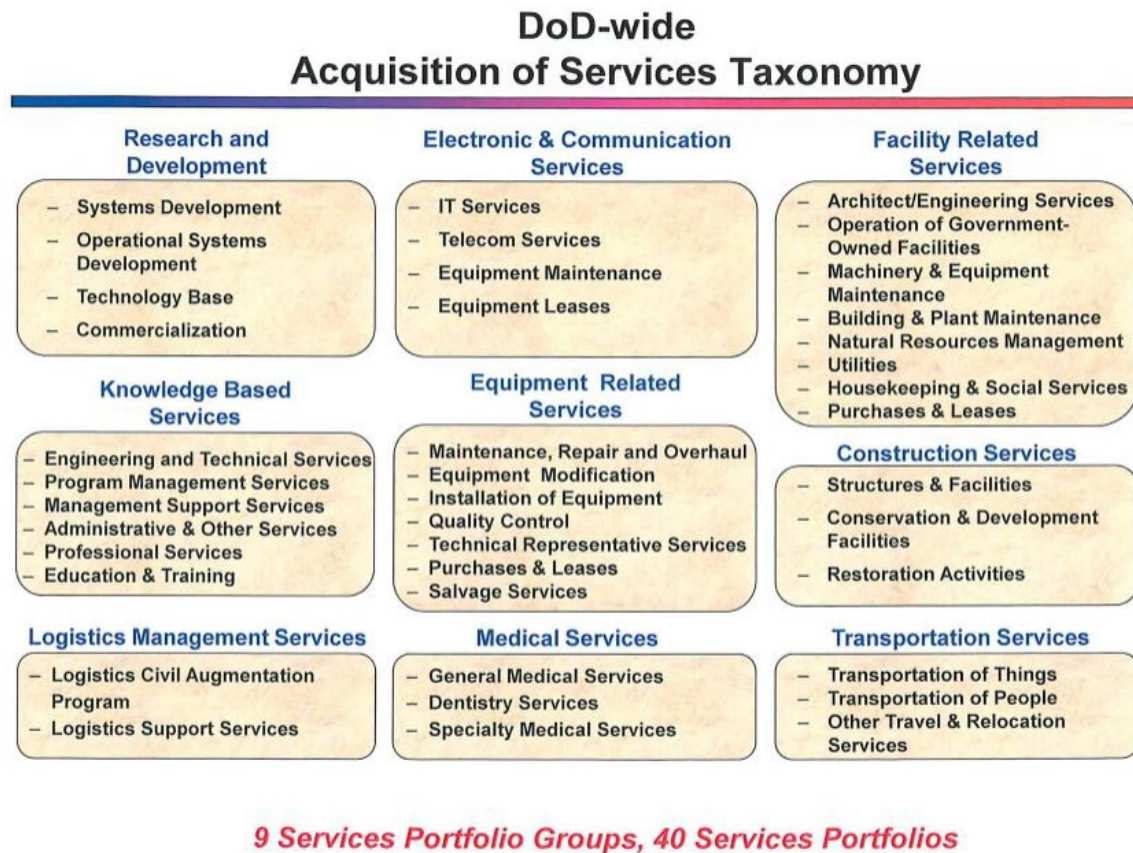 DoD-wide
Acquisition of Services Taxonomy
Research and
Development
– Systems Development
– Operational Systems
Development
– Technology Base
– Commercialization
Electronic & Communication
Services
– IT Services
– Telecom Services
– Equipment Maintenance
– Equipment Leases
Facility Related
Services
– Architect/Engineering Services
– Operation of Government-
Owned Facilities
– Machinery & Equipment
Maintenance
– Building & Plant Maintenance
– Natural Resources Management
– Utilities
– Housekeeping & Social Services
– Purchases & Leases
Knowledge Based
Services
– Engineering and Technical Services
– Program Management Services
– Management Support Services
– Administrative & Other Services
– Professional Services
– Education & Training
Equipment Related
Services
– Maintenance, Repair and Overhaul
– Equipment Modification
– Installation of Equipment
– Quality Control
– Technical Representative Services
– Purchases & Leases
– Salvage Services
Construction Services
– Structures & Facilities
– Conservation & Development
Facilities
– Restoration Activities
Logistics Management Services
– Logistics Civil Augmentation
Program
– Logistics Support Services
Medical Services
– General Medical Services
– Dentistry Services
– Specialty Medical Services
Transportation Services
– Transportation of Things
– Transportation of People
– Other Travel & Relocation
Services
9 Services Portfolio Groups, 40 Services Portfolios